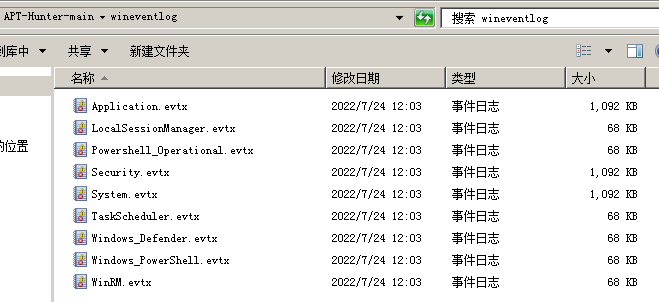 APT-Hunter-main ▸ wineventlog
搜索 wineventlog
到库中 共享 新建文件夹
名称 修改日期 类型 大小
Application.evtx 2022/7/24 12:03 事件日志 1,092 KB
LocalSessionManager.evtx 2022/7/24 12:03 事件日志 68 KB
的位置
Powershell_Operational.evtx 2022/7/24 12:03 事件日志 68 KB
Security.evtx 2022/7/24 12:03 事件日志 1,092 KB
System.evtx 2022/7/24 12:03 事件日志 1,092 KB
TaskScheduler.evtx 2022/7/24 12:03 事件日志 68 KB
Windows_Defender.evtx 2022/7/24 12:03 事件日志 68 KB
Windows_PowerShell.evtx 2022/7/24 12:03 事件日志 68 KB
WinRM.evtx 2022/7/24 12:03 事件日志 68 KB